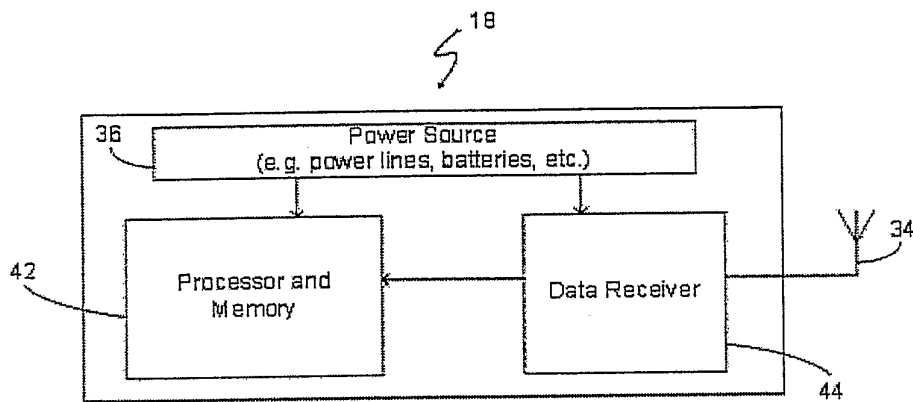 18
36
Power Source
(e.g. power lines, batteries, etc.)
34
42
Processor and
Memory
Data Receiver
44